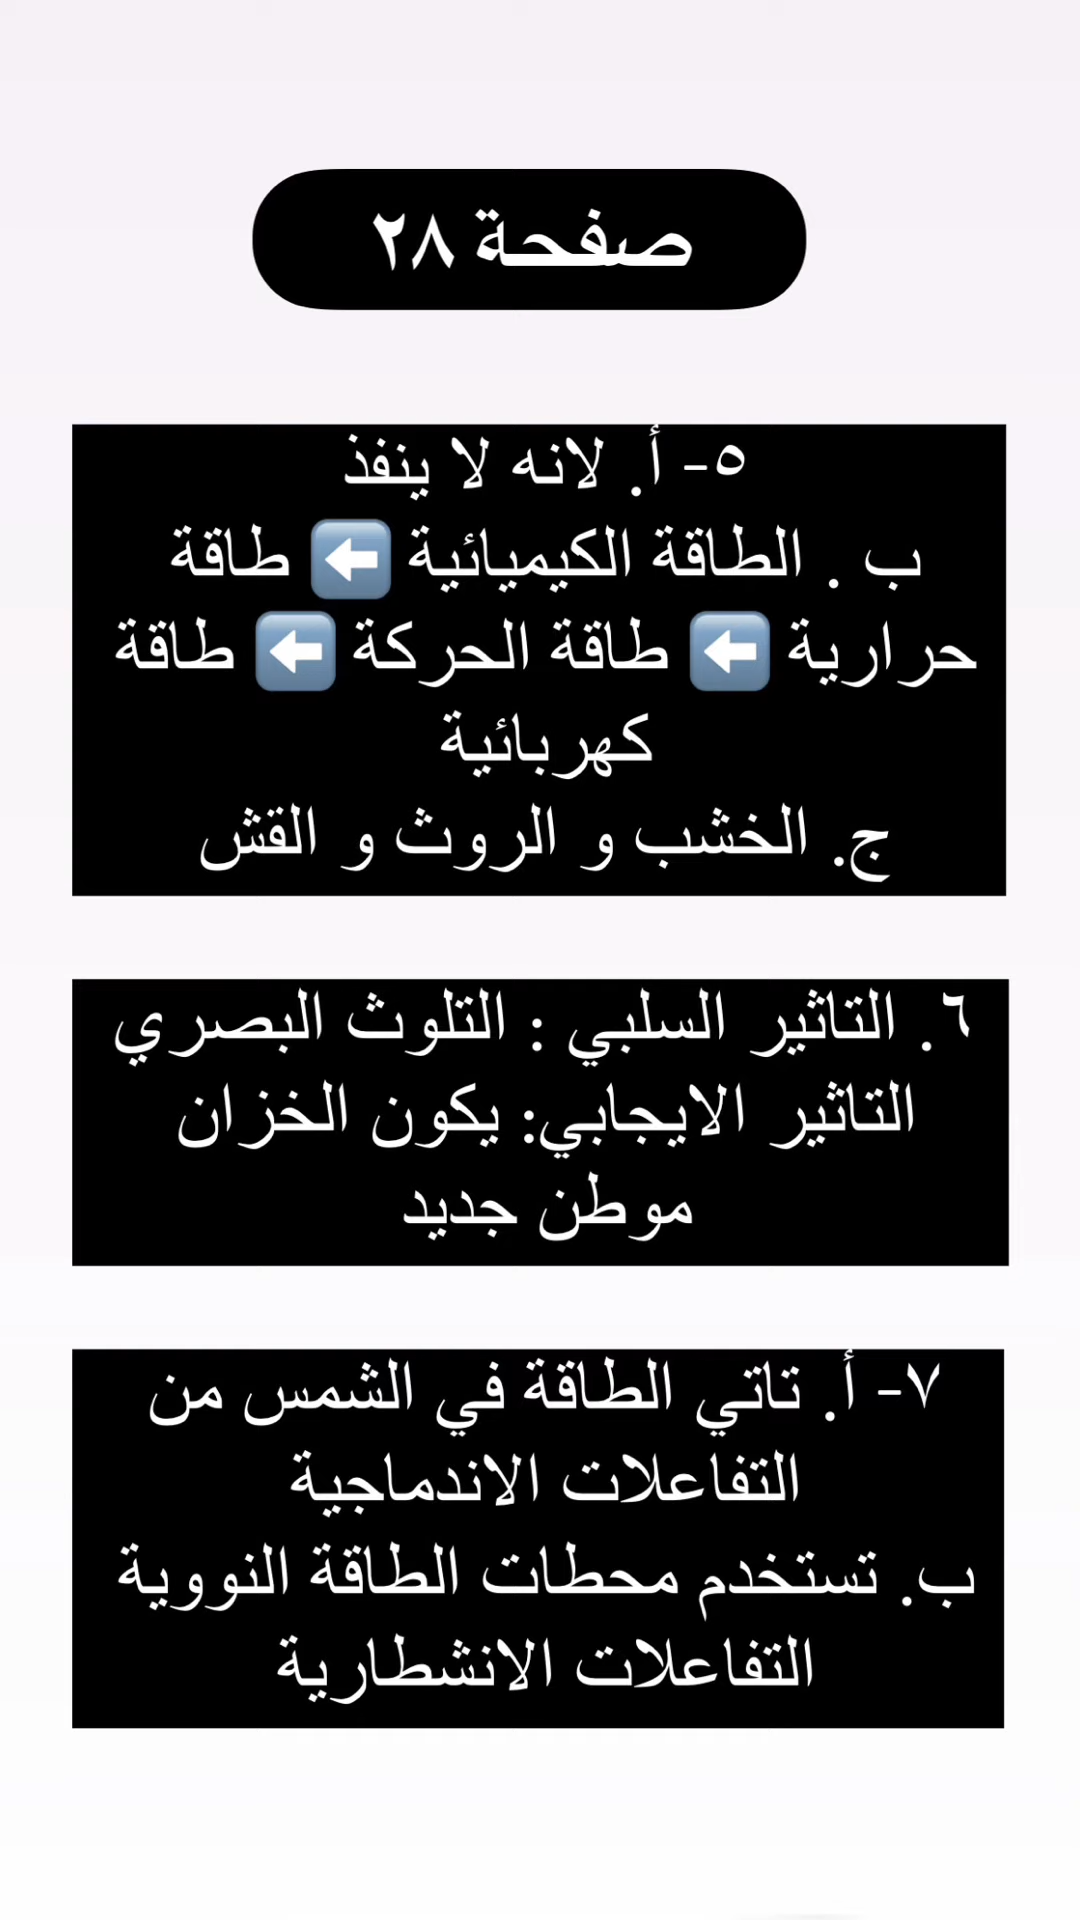 صفحة ٢٨
٥- أ. لانه لا ينفذ
ب . الطاقة الكيميائية ⬅️ طاقة
حرارية ⬅️ طاقة الحركة ⬅️ طاقة
كهربائية
ج. الخشب و الروث و القش
٦. التاثير السلبي : التلوث البصري
التاثير الايجابي: يكون الخزان
موطن جديد
٧- أ. تاتي الطاقة في الشمس من
التفاعلات الاندماجية
ب. تستخدم محطات الطاقة النووية
التفاعلات الانشطارية